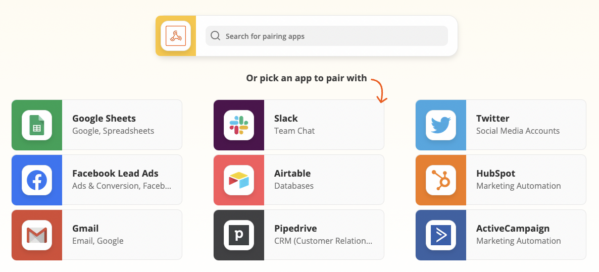 Search for pairing apps
Or pick an app to pair with
Google Sheets
Google, Spreadsheets
Slack
Team Chat
Twitter
Social Media Accounts
Facebook Lead Ads
Ads & Conversion, Faceb...
Airtable
Databases
HubSpot
Marketing Automation
Gmail
Email, Google
Pipedrive
CRM (Customer Relation...
ActiveCampaign
Marketing Automation